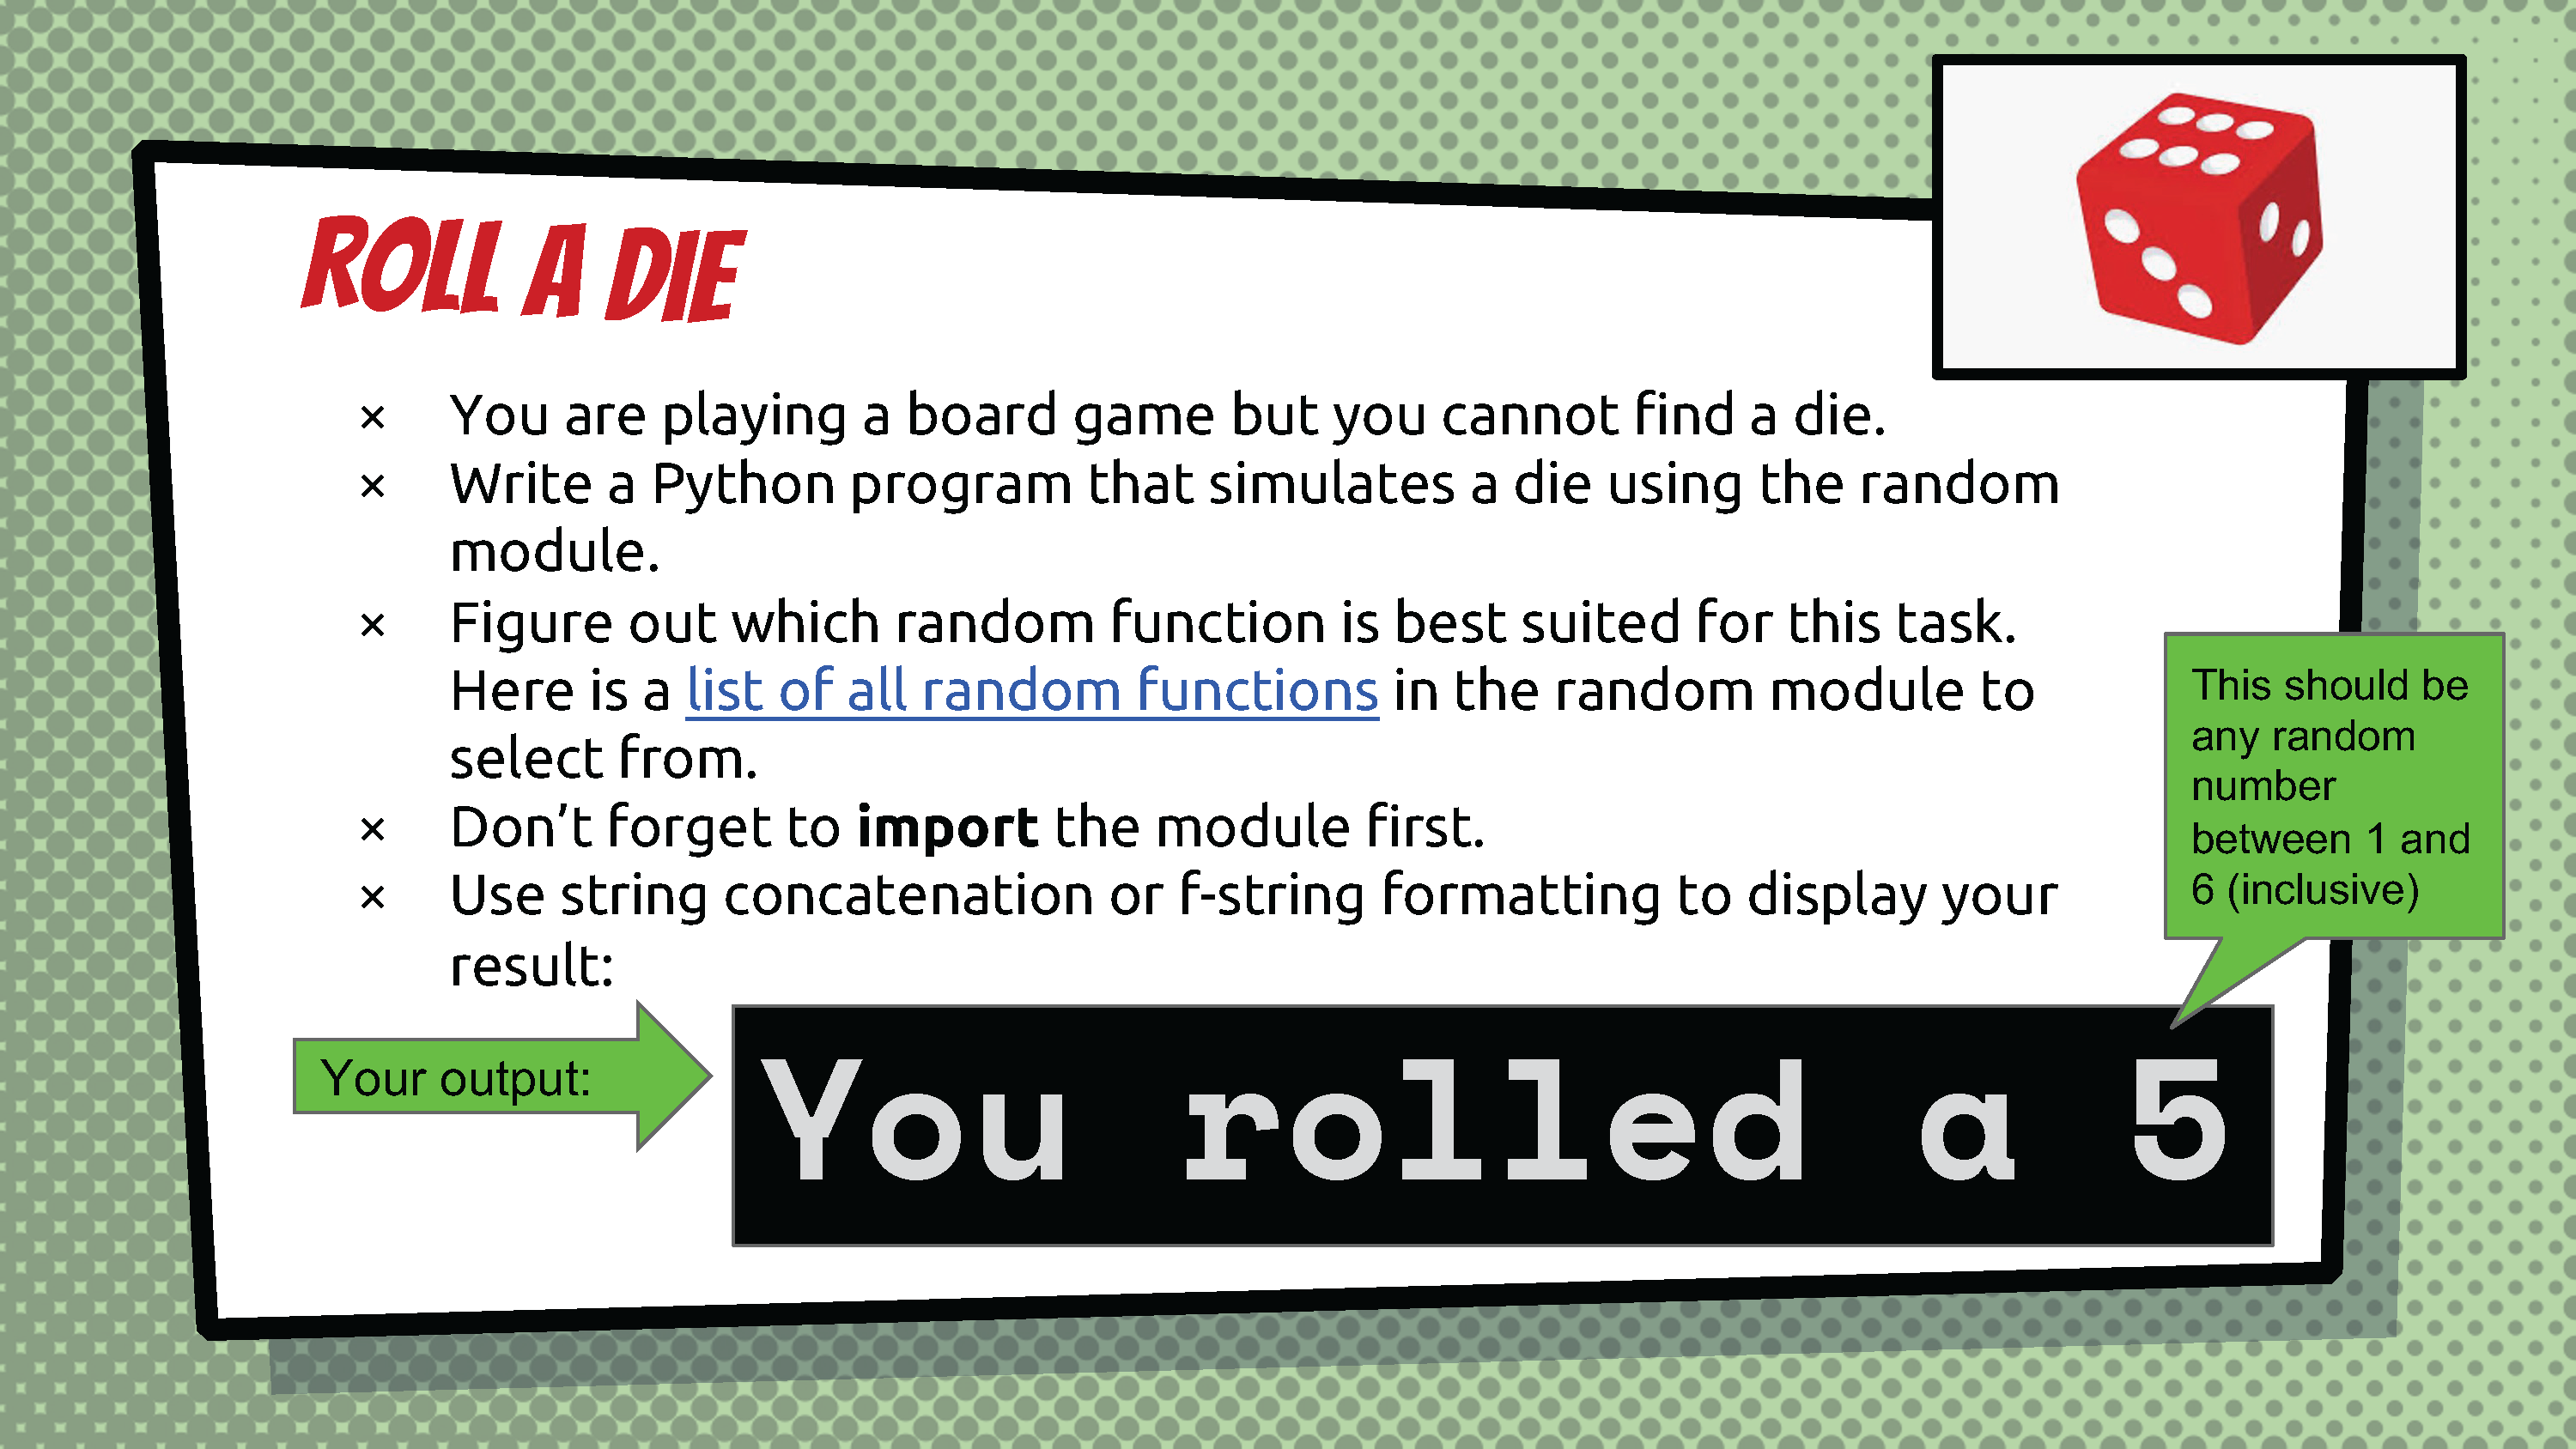 ROLL A DIE
× You are playing a board game but you cannot find a die.
× Write a Python program that simulates a die using the random
module.
× Figure out which random function is best suited for this task.
Here is a list of all random functions in the random module to
select from.
× Don’t forget to import the module first.
× Use string concatenation or f-string formatting to display your
result:
This should be
any random
number
between 1 and
6 (inclusive)
Your output:
You rolled a 5